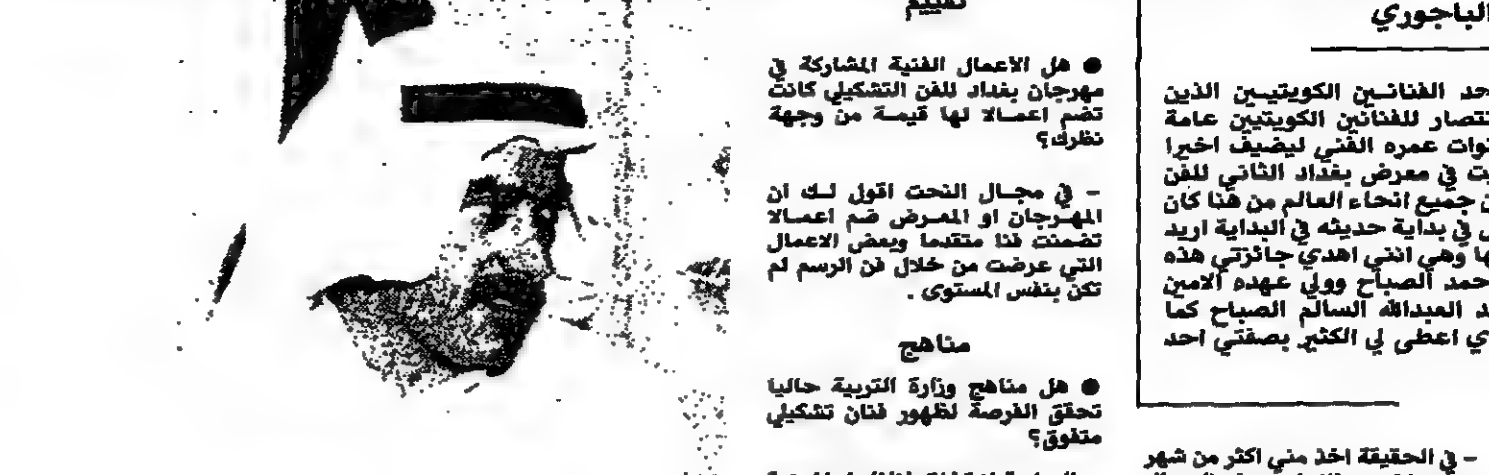 الباجوري
حد الفنانين الكويتيين الذين
تصار للفنانين الكويتيين عامة
نوات عمره الفني ليضيف اخيرا
ت في معرض بغداد الثاني للفن
ن جميع انحاء العالم من هنا كان
ل في بداية حديثه في البداية اريد
ها وهي انني اهدي جائزتي هذه
حمد الصباح وولي عهده الامين
د العبدالله السالم الصباح كما
ي اعطى لي الكثير بصفتي احد
– في الحقيقة اخذ مني اكثر من شهر
تقييم
● هل الاعمال الفنية المشاركة في
مهرجان بغداد للفن التشكيلي كانت
تضم اعمالا لها قيمة من وجهة
نظرك؟
– في مجال النحت اقول لك ان
المهرجان او المعرض ضم اعمالا
تضمنت فنا متقدما وبعض الاعمال
التي عرضت من خلال فن الرسم لم
تكن بنفس المستوى .
مناهج
● هل مناهج وزارة التربية حاليا
تحقق الفرصة لظهور فنان تشكيلي
متفوق؟